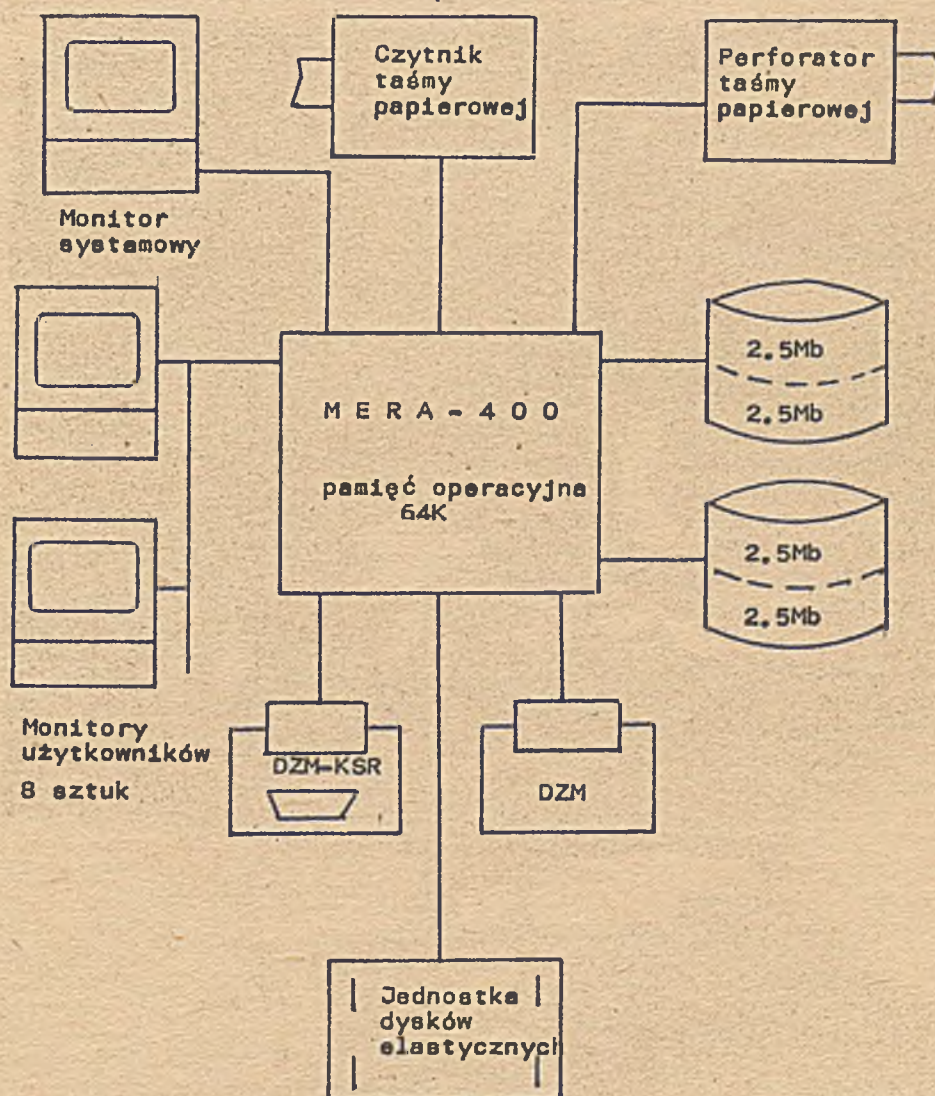 Czytnik
taśmy
papierowej
Perforator
taśmy
papierowej
Monitor
systamowy
2.5Mb
2.5Mb
MERA-400
pamięć operacyjna
64K
2.5Mb
2.5Mb
Monitory
użytkowników
8 sztuk
DZM-KSR
DZM
Jednostka
dysków
elastycznych